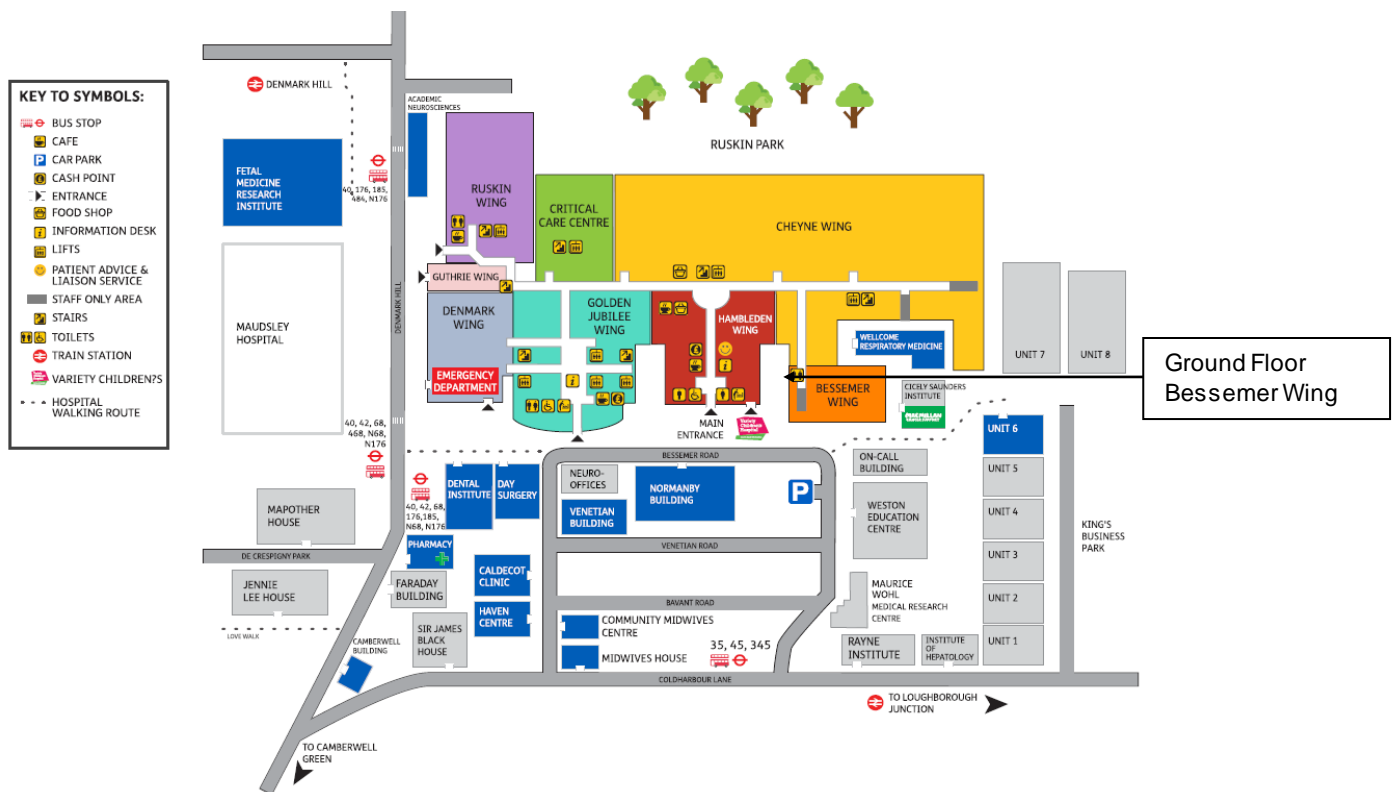 KEY TO SYMBOLS:
BUS STOP
CAFE
CAR PARK
CASH POINT
ENTRANCE
FOOD SHOP
INFORMATION DESK
LIFTS
PATIENT ADVICE &
LIAISON SERVICE
STAFF ONLY AREA
STAIRS
TOILETS
TRAIN STATION
VARIETY CHILDREN?S
HOSPITAL
WALKING ROUTE
DENMARK HILL
FETAL
MEDICINE
RESEARCH
INSTITUTE
40, 176, 185,
484, N176
ACADEMIC
NEUROSCIENCES
RUSKIN PARK
RUSKIN
WING
CRITICAL
CARE CENTRE
CHEYNE WING
GUTHRIE WING
DENMARK
WING
GOLDEN
JUBILEE
WING
HAMBLEDEN
WING
WELLCOME
RESPIRATORY MEDICINE
UNIT 7
UNIT 8
Ground Floor
Bessemer Wing
MAUDSLEY
HOSPITAL
DENMARK HILL
EMERGENCY
DEPARTMENT
BESSEMER
WING
CICELY SAUNDERS
INSTITUTE
MACMILLAN
MAIN
ENTRANCE
Variety
Children's
Hospital
40, 42, 68,
468, N68,
N176
BESSEMER ROAD
UNIT 6
UNIT 5
UNIT 4
UNIT 3
UNIT 2
UNIT 1
ON-CALL
BUILDING
WESTON
EDUCATION
CENTRE
KING'S
BUSINESS
PARK
DENTAL
INSTITUTE
DAY
SURGERY
NEURO-
OFFICES
NORMANBY
BUILDING
VENETIAN
BUILDING
P
40, 42, 68,
176,185,
N68, N176
MAPOTHER
HOUSE
DE CRESPIGNY PARK
PHARMACY
VENETIAN ROAD
JENNIE
LEE HOUSE
FARADAY
BUILDING
CALDECOT
CLINIC
HAVEN
CENTRE
BAVANT ROAD
MAURICE
WOHL
MEDICAL RESEARCH
CENTRE
LOVE WALK
CAMBERWELL
BUILDING
SIR JAMES
BLACK
HOUSE
COMMUNITY MIDWIVES
CENTRE
MIDWIVES HOUSE
35, 45, 345
RAYNE
INSTITUTE
INSTITUTE
OF
HEPATOLOGY
COLDHARBOUR LANE
TO LOUGHBOROUGH
JUNCTION
TO CAMBERWELL
GREEN